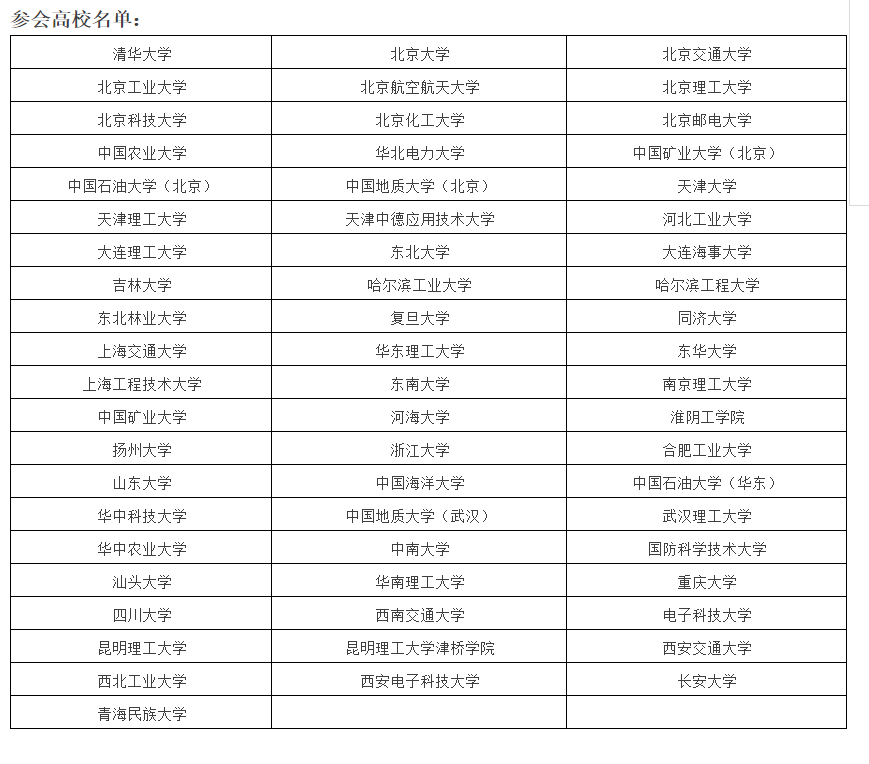 参会高校名单：
清华大学 北京大学 北京交通大学
北京工业大学 北京航空航天大学 北京理工大学
北京科技大学 北京化工大学 北京邮电大学
中国农业大学 华北电力大学 中国矿业大学（北京）
中国石油大学（北京） 中国地质大学（北京） 天津大学
天津理工大学 天津中德应用技术大学 河北工业大学
大连理工大学 东北大学 大连海事大学
吉林大学 哈尔滨工业大学 哈尔滨工程大学
东北林业大学 复旦大学 同济大学
上海交通大学 华东理工大学 东华大学
上海工程技术大学 东南大学 南京理工大学
中国矿业大学 河海大学 淮阴工学院
扬州大学 浙江大学 合肥工业大学
山东大学 中国海洋大学 中国石油大学（华东）
华中科技大学 中国地质大学（武汉） 武汉理工大学
华中农业大学 中南大学 国防科学技术大学
汕头大学 华南理工大学 重庆大学
四川大学 西南交通大学 电子科技大学
昆明理工大学 昆明理工大学津桥学院 西安交通大学
西北工业大学 西安电子科技大学 长安大学
青海民族大学